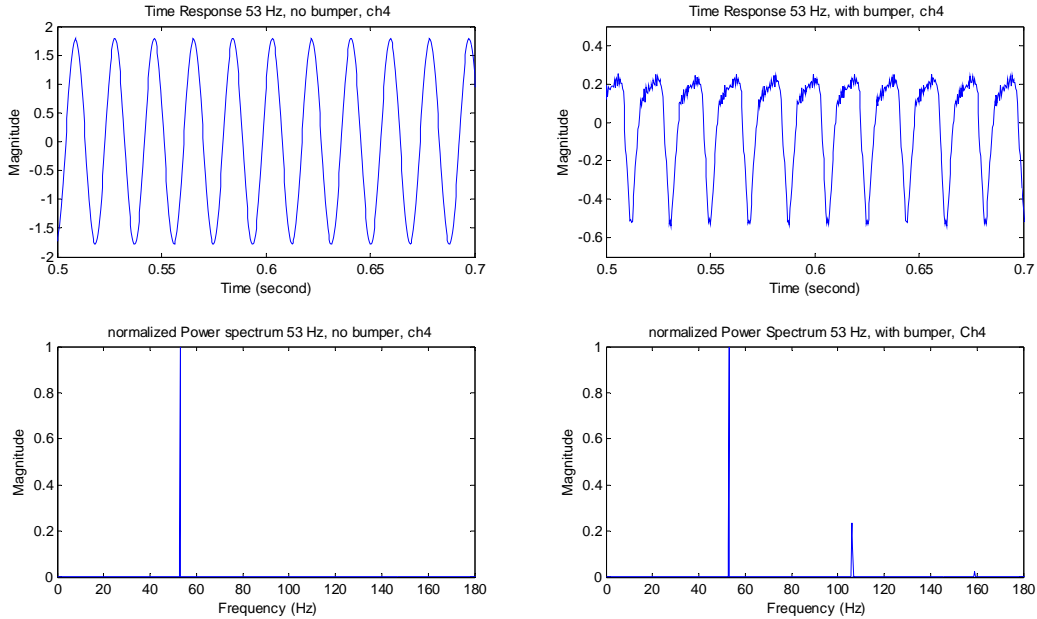 Time Response 53 Hz, no bumper, ch4
2
1.5
1
0.5
0
-0.5
-1
-1.5
-2
Magnitude
0.5 0.55 0.6 0.65 0.7
Time (second)
Time Response 53 Hz, with bumper, ch4
0.4
0.2
0
-0.2
-0.4
-0.6
Magnitude
0.5 0.55 0.6 0.65 0.7
Time (second)
normalized Power spectrum 53 Hz, no bumper, ch4
1
0.8
0.6
0.4
0.2
0
Magnitude
0 20 40 60 80 100 120 140 160 180
Frequency (Hz)
normalized Power Spectrum 53 Hz, with bumper, Ch4
1
0.8
0.6
0.4
0.2
0
Magnitude
0 20 40 60 80 100 120 140 160 180
Frequency (Hz)